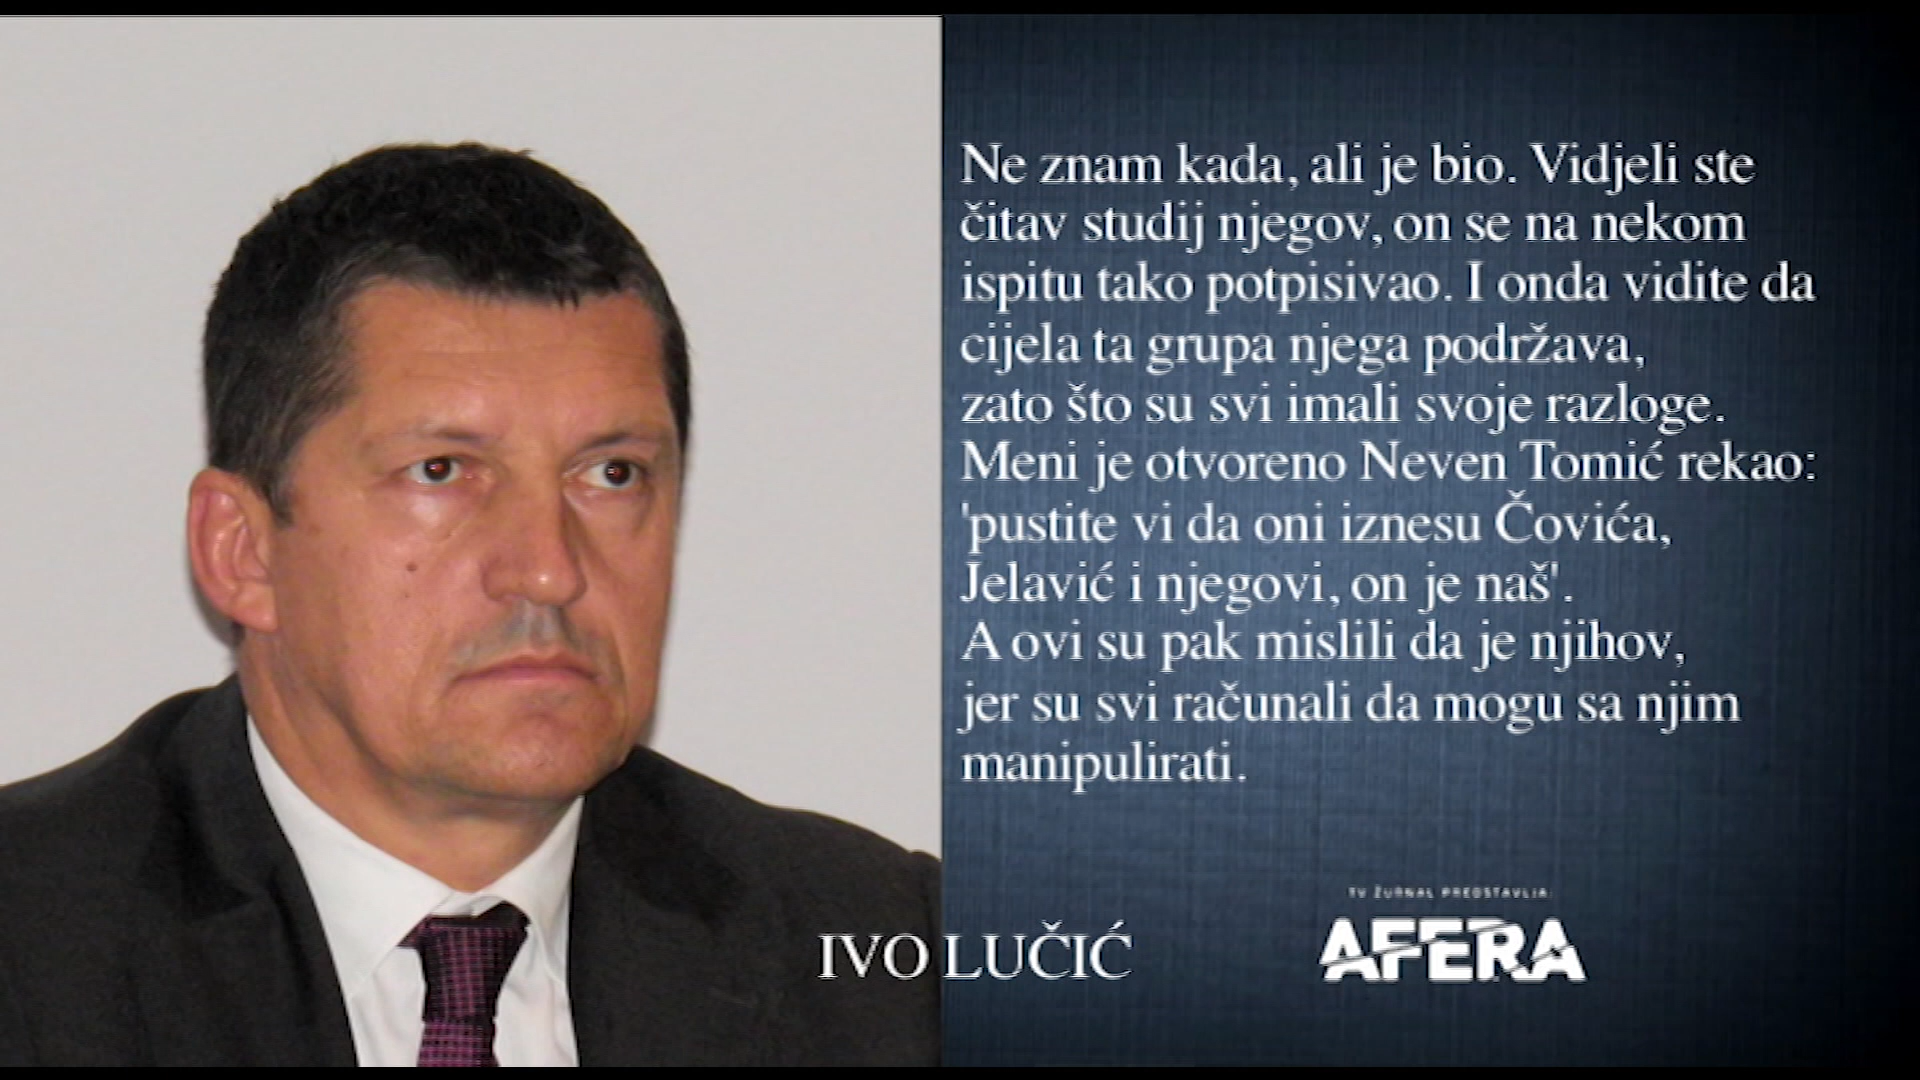 Ne znam kada, ali je bio. Vidjeli ste
čitav studij njegov, on se na nekom
ispitu tako potpisivao. I onda vidite da
cijela ta grupa njega podržava,
zato što su svi imali svoje razloge.
Meni je otvoreno Neven Tomić rekao:
'pustite vi da oni iznesu Čovića,
Jelavić i njegovi, on je naš'.
A ovi su pak mislili da je njihov,
jer su svi računali da mogu sa njim
manipulirati.
TV ŽURNAL PREDSTAVLJA:
AFERA
IVO LUČIĆ